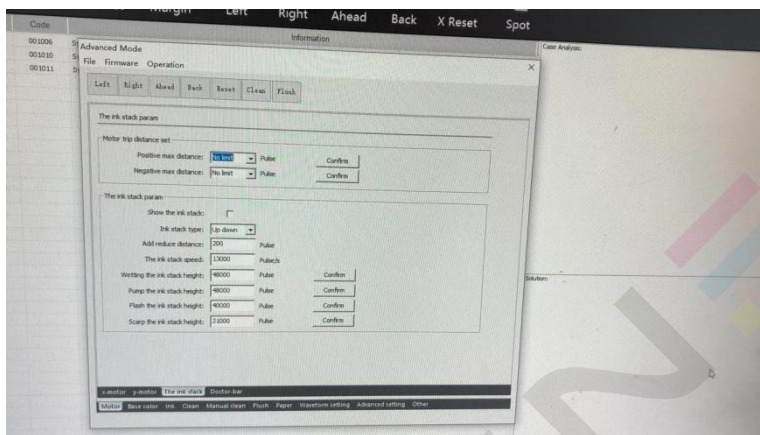 Margin Left Right Ahead Back X Reset Spot
Code Information
001006
001010
001011
Case Analysis:
Advanced Mode
File Firmware Operation
Left Right Ahead Back Reset Clean Flush
The ink stack param
Motor trip distance set
Positive max distance: No limit Pulse Confirm
Negative max distance: No limit Pulse Confirm
The ink stack param
Show the ink stack:
Ink stack type: Up down
Add reduce distance: 200 Pulse
The ink stack speed: 13000 Pulse/s
Wetting the ink stack height: 48000 Pulse Confirm
Pump the ink stack height: 48000 Pulse Confirm
Flash the ink stack height: 40000 Pulse Confirm
Scarp the ink stack height: 21000 Pulse Confirm
Solution:
x-motor y-motor The ink stack Doctor-bar
Motor Base color Ink Clean Manual clean Flush Paper Waveform setting Advanced setting Other